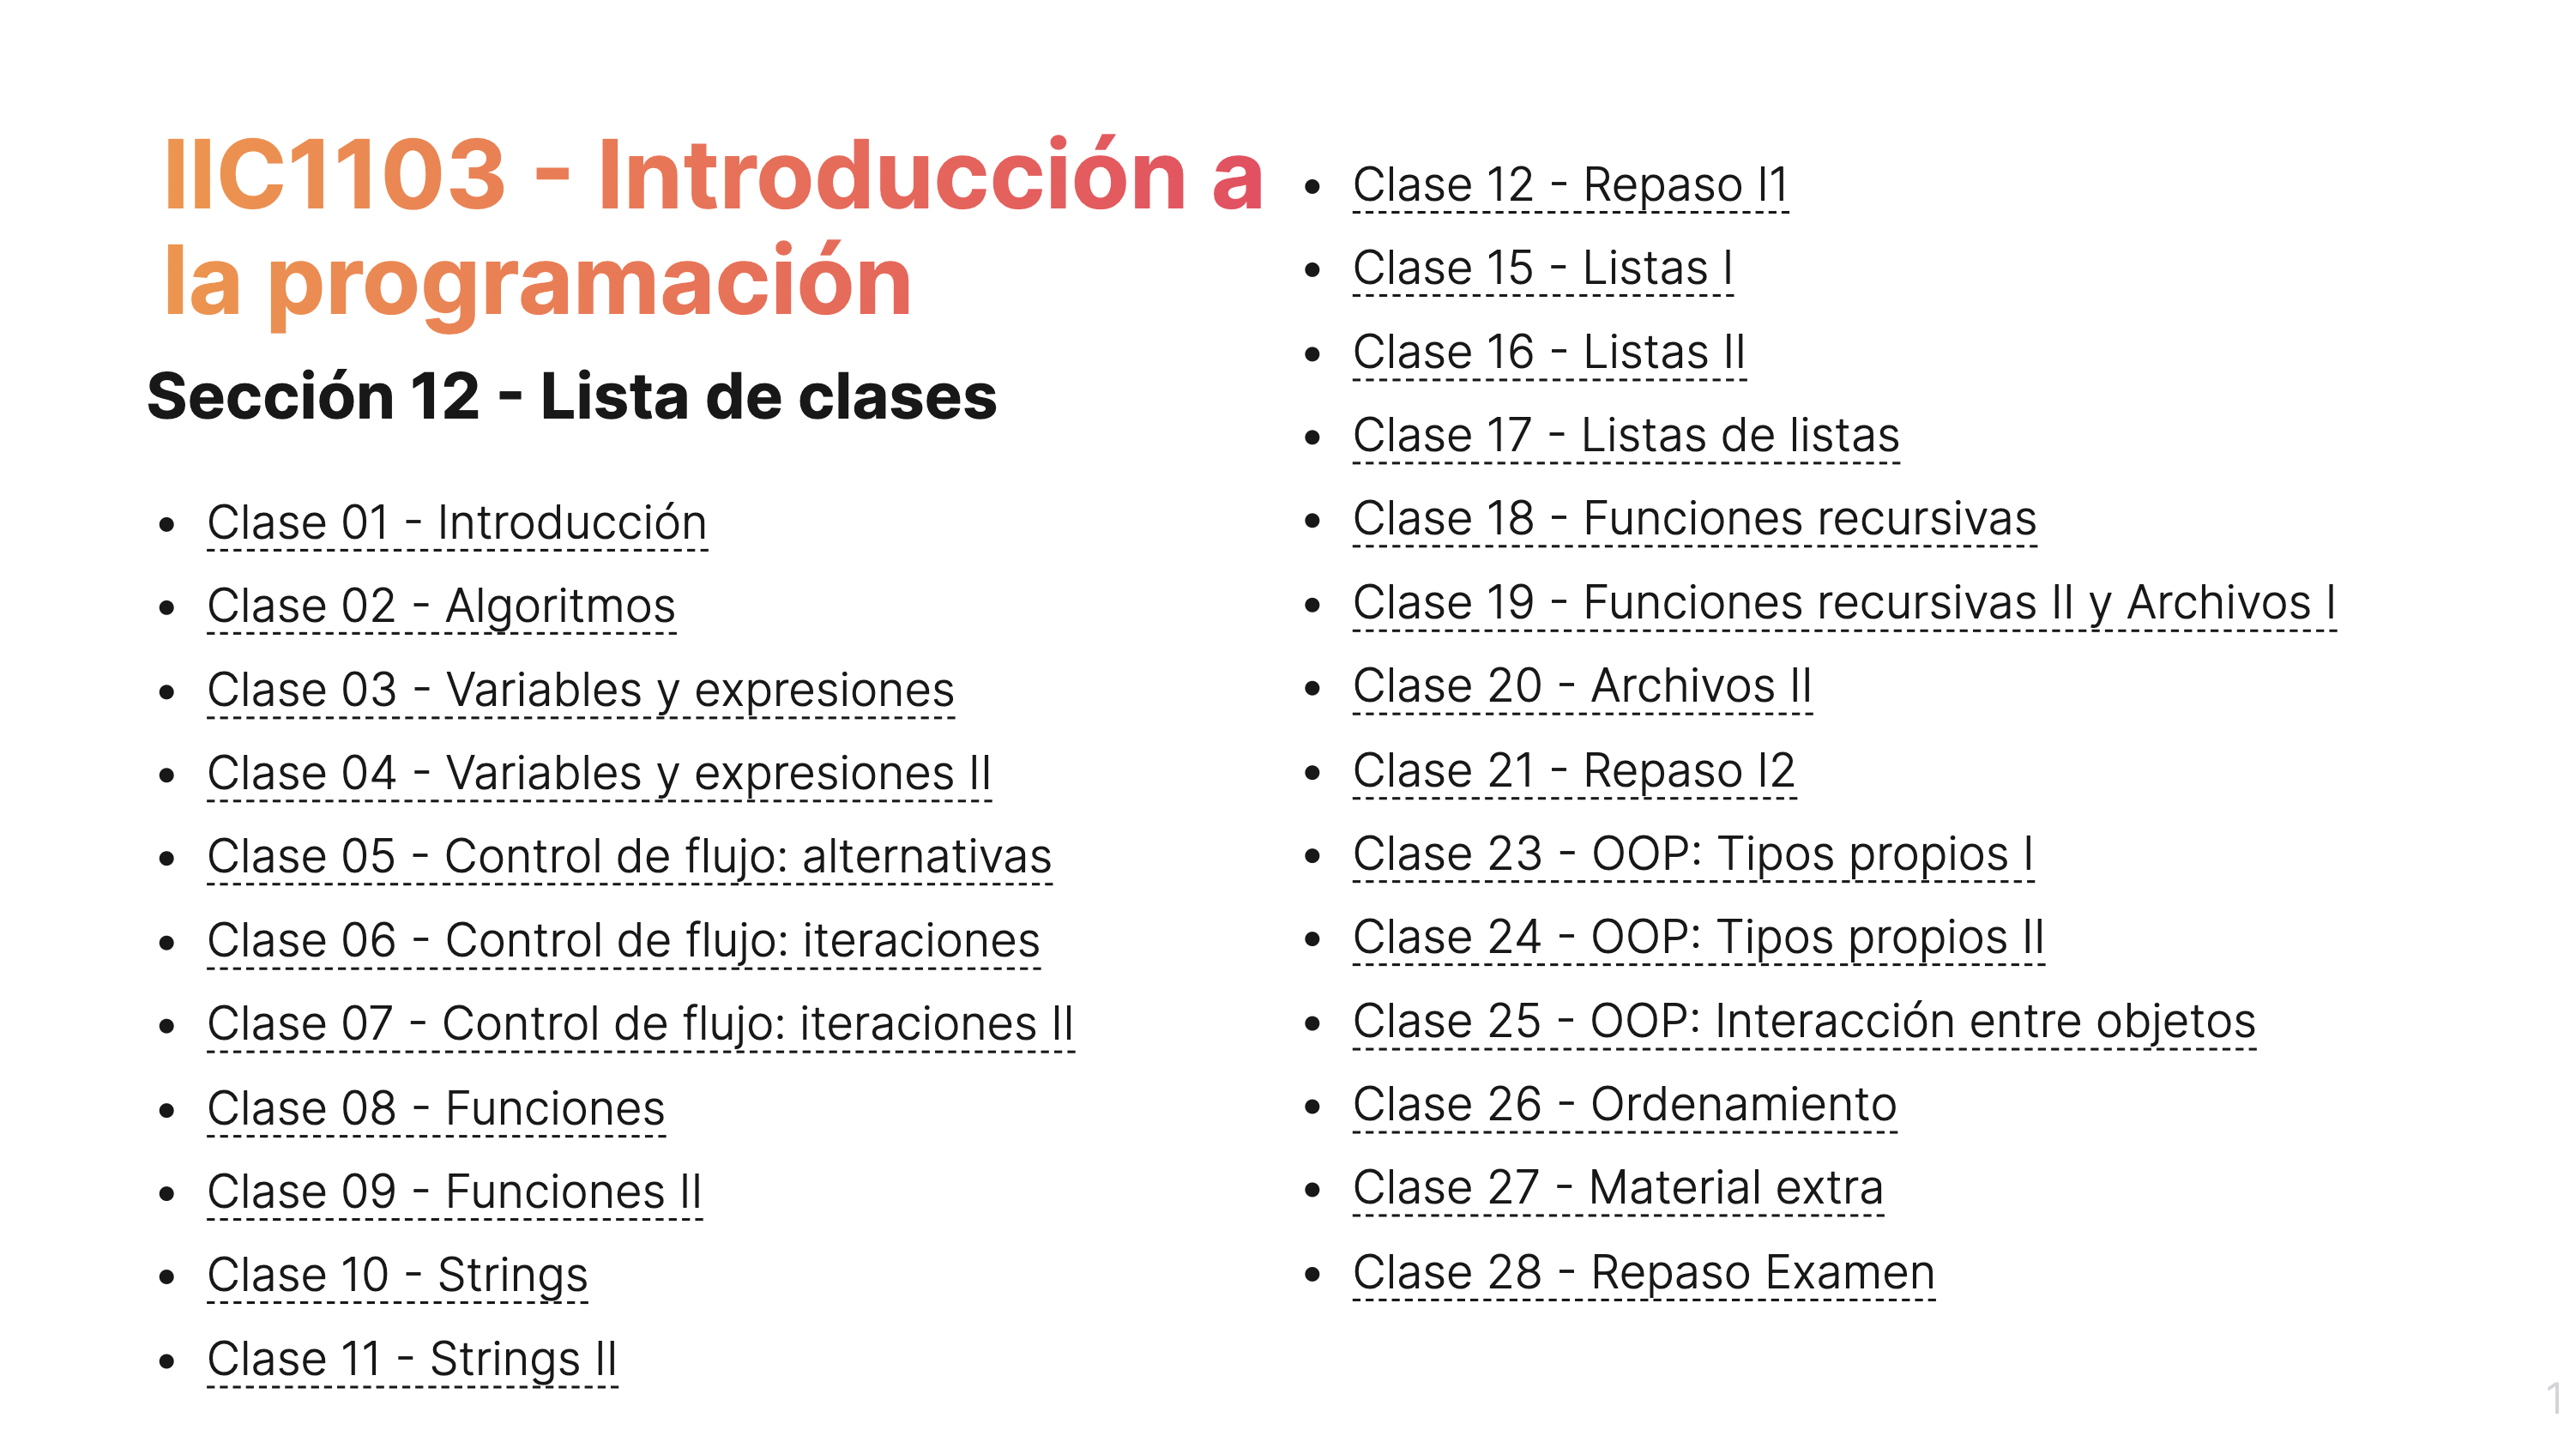 IIC1103 - Introducción a
la programación
Sección 12 - Lista de clases
• Clase 01 - Introducción
• Clase 02 - Algoritmos
• Clase 03 - Variables y expresiones
• Clase 04 - Variables y expresiones II
• Clase 05 - Control de flujo: alternativas
• Clase 06 - Control de flujo: iteraciones
• Clase 07 - Control de flujo: iteraciones II
• Clase 08 - Funciones
• Clase 09 - Funciones II
• Clase 10 - Strings
• Clase 11 - Strings II
• Clase 12 - Repaso I1
• Clase 15 - Listas I
• Clase 16 - Listas II
• Clase 17 - Listas de listas
• Clase 18 - Funciones recursivas
• Clase 19 - Funciones recursivas II y Archivos I
• Clase 20 - Archivos II
• Clase 21 - Repaso I2
• Clase 23 - OOP: Tipos propios I
• Clase 24 - OOP: Tipos propios II
• Clase 25 - OOP: Interacción entre objetos
• Clase 26 - Ordenamiento
• Clase 27 - Material extra
• Clase 28 - Repaso Examen
1